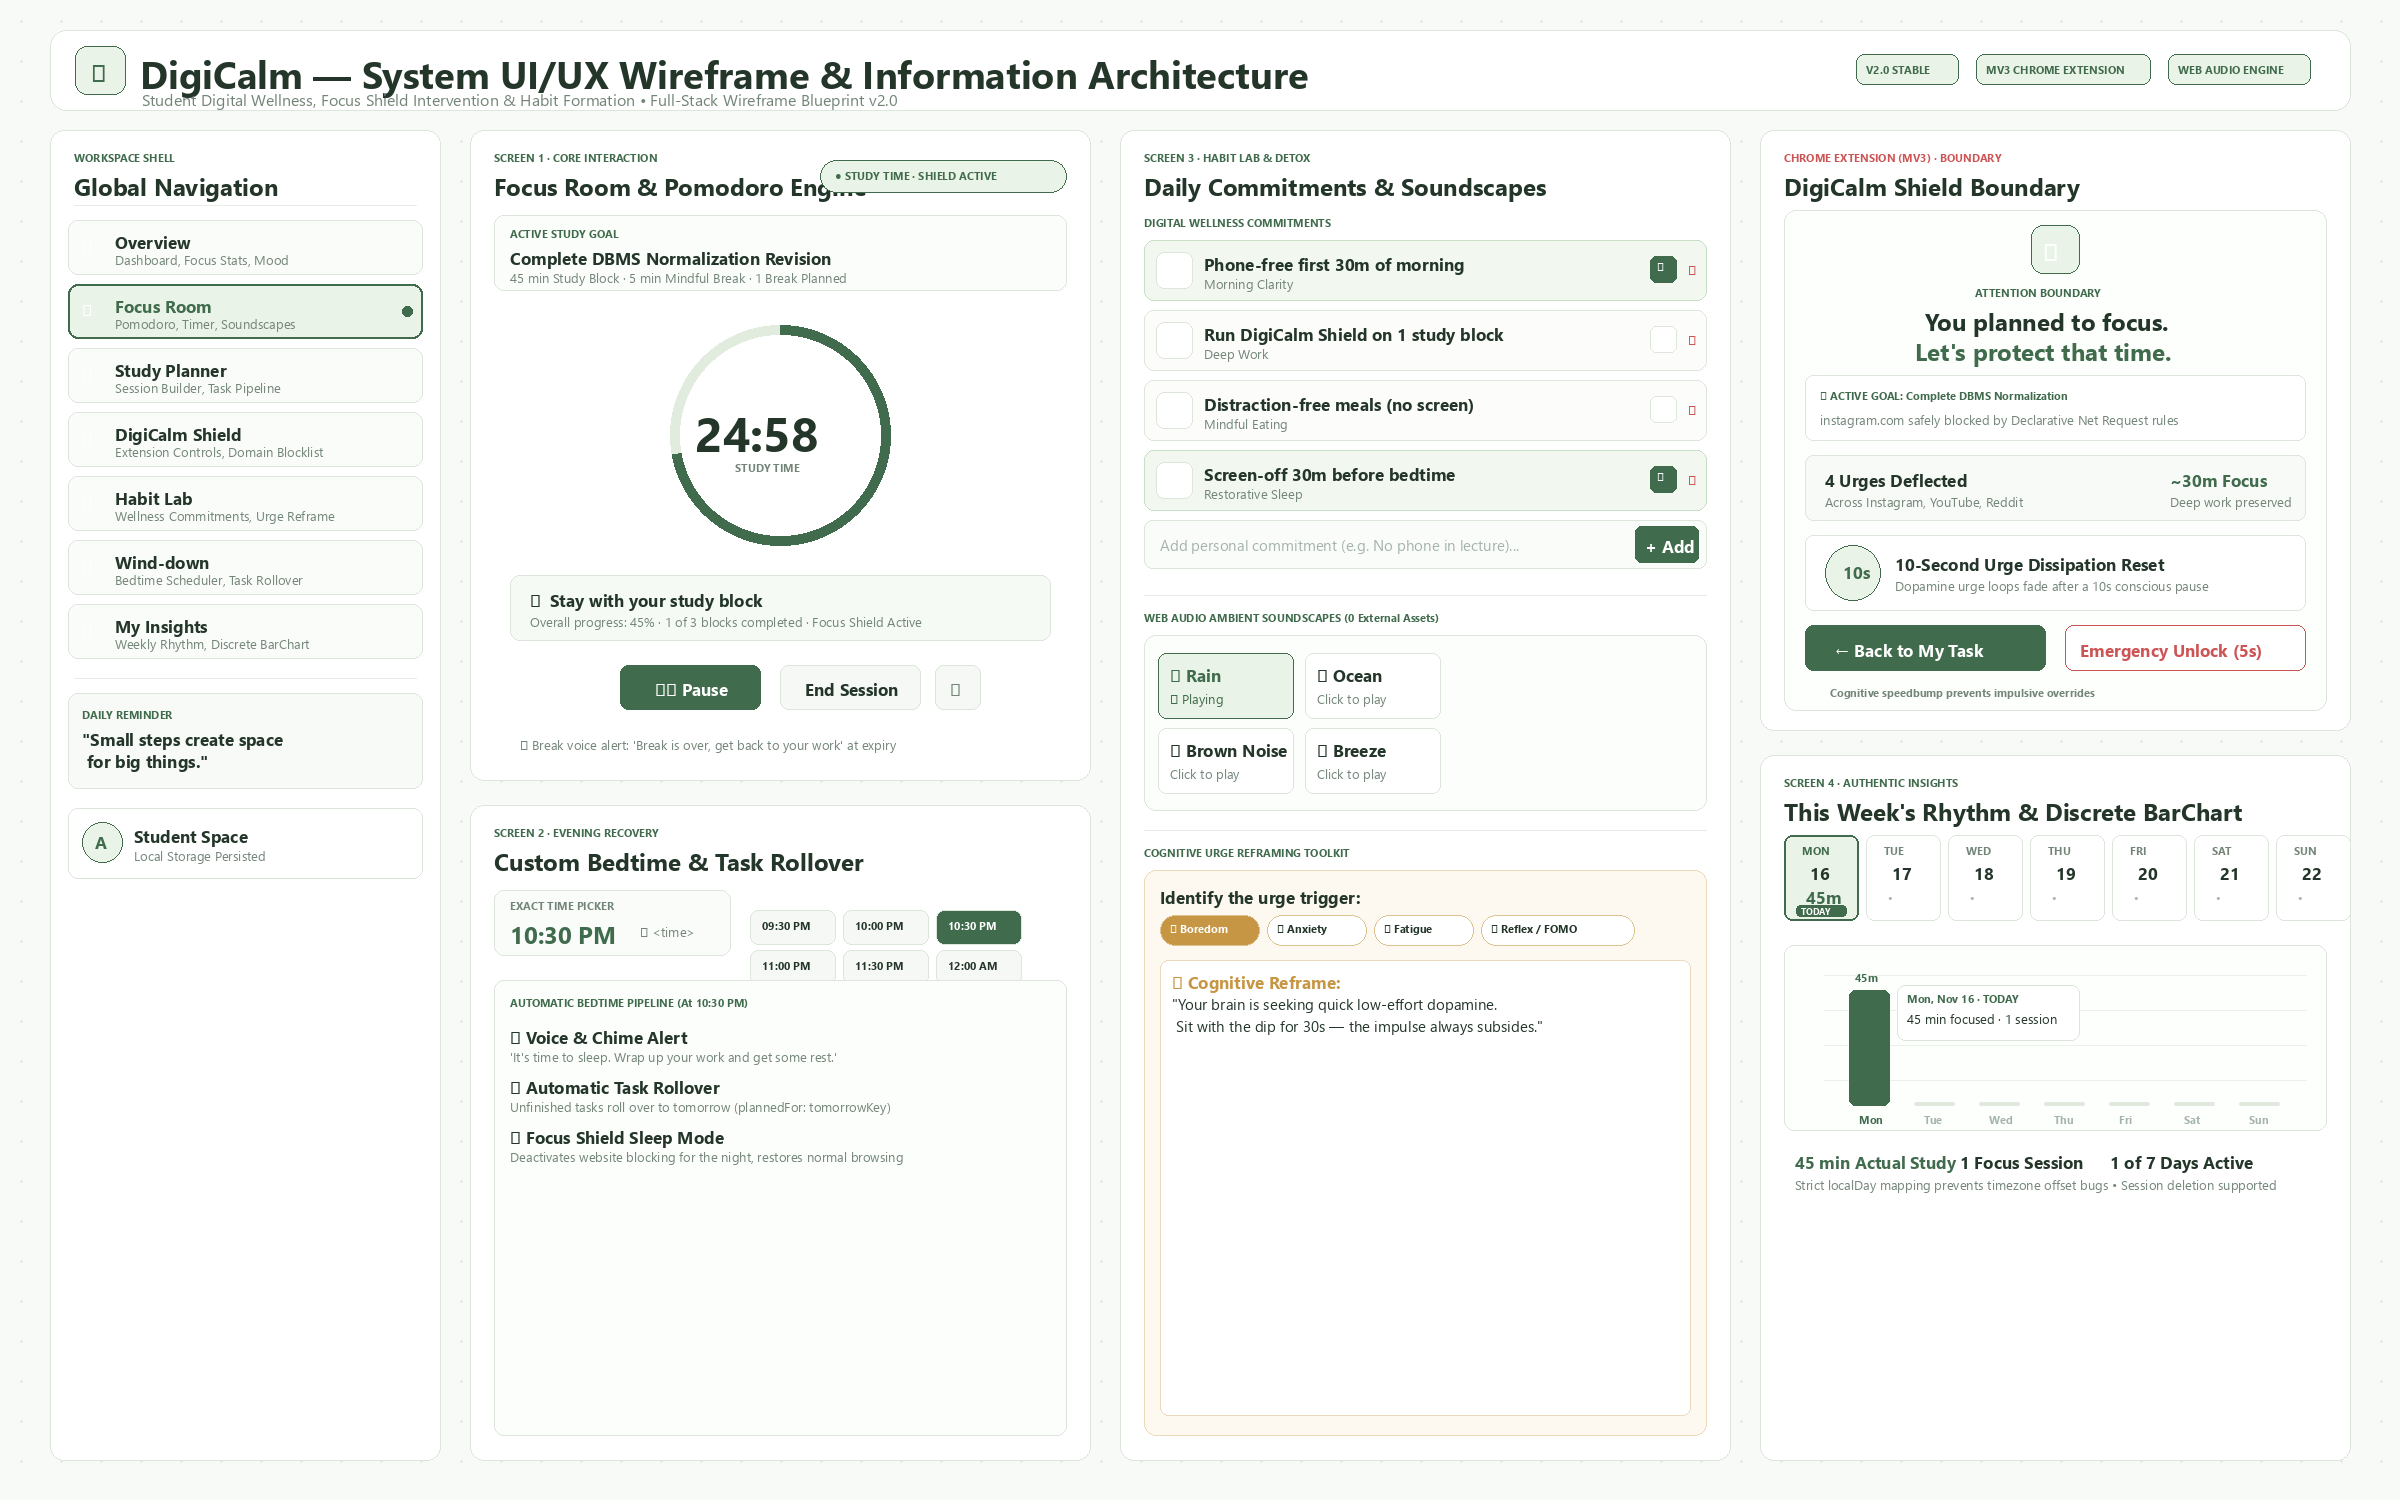 DigiCalm — System UI/UX Wireframe & Information Architecture
Student Digital Wellness, Focus Shield Intervention & Habit Formation • Full-Stack Wireframe Blueprint v2.0
V2.0 STABLE
MV3 CHROME EXTENSION
WEB AUDIO ENGINE
WORKSPACE SHELL
Global Navigation
Overview
Dashboard, Focus Stats, Mood
Focus Room
Pomodoro, Timer, Soundscapes
Study Planner
Session Builder, Task Pipeline
DigiCalm Shield
Extension Controls, Domain Blocklist
Habit Lab
Wellness Commitments, Urge Reframe
Wind-down
Bedtime Scheduler, Task Rollover
My Insights
Weekly Rhythm, Discrete BarChart
DAILY REMINDER
"Small steps create space
for big things."
A
Student Space
Local Storage Persisted
SCREEN 1 · CORE INTERACTION
Focus Room & Pomodoro Engine
● STUDY TIME · SHIELD ACTIVE
ACTIVE STUDY GOAL
Complete DBMS Normalization Revision
45 min Study Block · 5 min Mindful Break · 1 Break Planned
24:58
STUDY TIME
Stay with your study block
Overall progress: 45% · 1 of 3 blocks completed · Focus Shield Active
Pause
End Session
Break voice alert: 'Break is over, get back to your work' at expiry
SCREEN 2 · EVENING RECOVERY
Custom Bedtime & Task Rollover
EXACT TIME PICKER
10:30 PM
<time>
09:30 PM
10:00 PM
10:30 PM
11:00 PM
11:30 PM
12:00 AM
AUTOMATIC BEDTIME PIPELINE (At 10:30 PM)
Voice & Chime Alert
'It's time to sleep. Wrap up your work and get some rest.'
Automatic Task Rollover
Unfinished tasks roll over to tomorrow (plannedFor: tomorrowKey)
Focus Shield Sleep Mode
Deactivates website blocking for the night, restores normal browsing
SCREEN 3 · HABIT LAB & DETOX
Daily Commitments & Soundscapes
DIGITAL WELLNESS COMMITMENTS
Phone-free first 30m of morning
Morning Clarity
Run DigiCalm Shield on 1 study block
Deep Work
Distraction-free meals (no screen)
Mindful Eating
Screen-off 30m before bedtime
Restorative Sleep
Add personal commitment (e.g. No phone in lecture)...
+ Add
WEB AUDIO AMBIENT SOUNDSCAPES (0 External Assets)
Rain
Playing
Ocean
Click to play
Brown Noise
Click to play
Breeze
Click to play
COGNITIVE URGE REFRAMING TOOLKIT
Identify the urge trigger:
Boredom
Anxiety
Fatigue
Reflex / FOMO
Cognitive Reframe:
"Your brain is seeking quick low-effort dopamine.
Sit with the dip for 30s — the impulse always subsides."
CHROME EXTENSION (MV3) · BOUNDARY
DigiCalm Shield Boundary
ATTENTION BOUNDARY
You planned to focus.
Let's protect that time.
ACTIVE GOAL: Complete DBMS Normalization
instagram.com safely blocked by Declarative Net Request rules
4 Urges Deflected
Across Instagram, YouTube, Reddit
~30m Focus
Deep work preserved
10s
10-Second Urge Dissipation Reset
Dopamine urge loops fade after a 10s conscious pause
← Back to My Task
Emergency Unlock (5s)
Cognitive speedbump prevents impulsive overrides
SCREEN 4 · AUTHENTIC INSIGHTS
This Week's Rhythm & Discrete BarChart
MON
16
45m
TODAY
TUE
17
•
WED
18
•
THU
19
•
FRI
20
•
SAT
21
•
SUN
22
•
45m
Mon, Nov 16 · TODAY
45 min focused · 1 session
Mon
Tue
Wed
Thu
Fri
Sat
Sun
45 min Actual Study
1 Focus Session
1 of 7 Days Active
Strict localDay mapping prevents timezone offset bugs • Session deletion supported